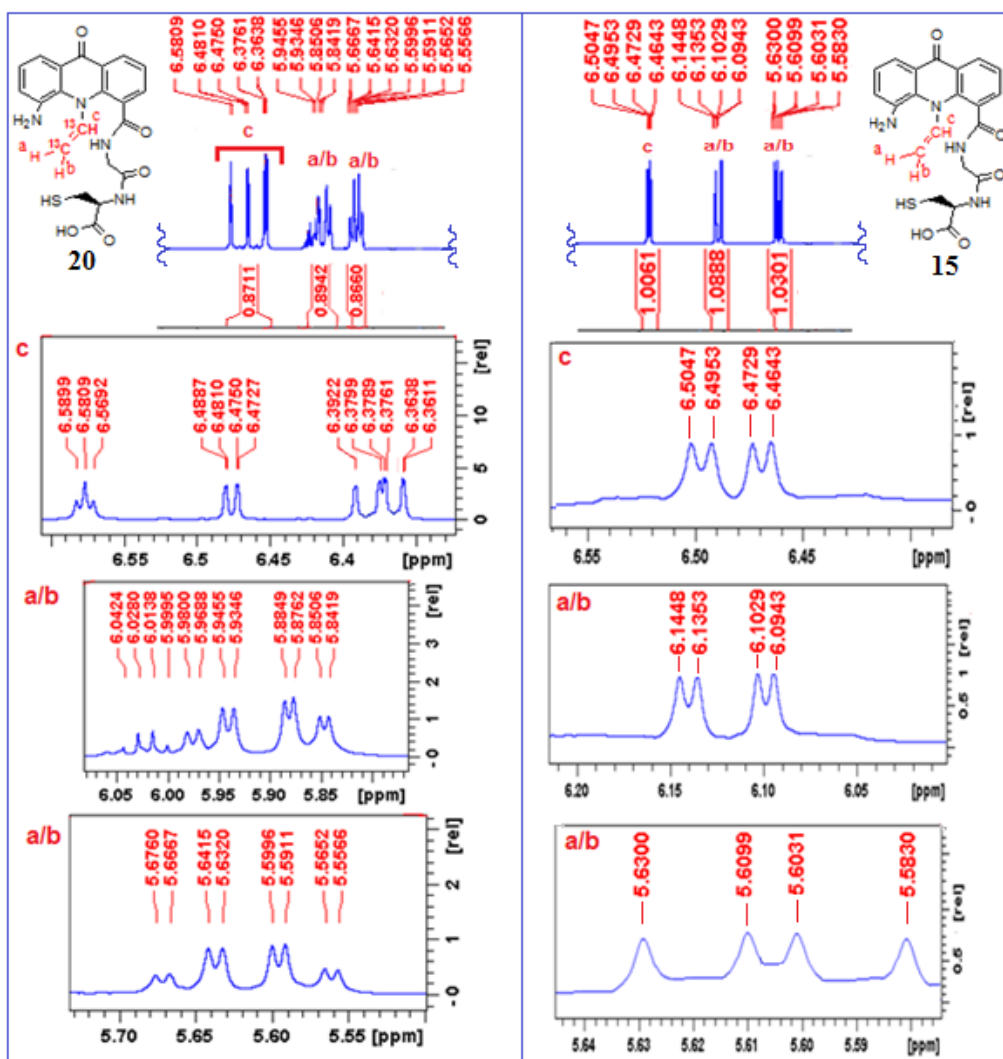 6.5809
6.4810
6.4750
6.3761
6.3638
5.9455
5.9346
5.8506
5.8419
5.6667
5.6415
5.6320
5.5996
5.5911
5.5652
5.5566
c
a/b
a/b
O
H₂N
N
13
C
c
13
C
a
H
H
b
O
NH
O
SH
NH
HO
O
20
0.8711
0.8942
0.8660
6.5047
6.4953
6.4729
6.4643
6.1448
6.1353
6.1029
6.0943
5.6300
5.6099
5.6031
5.5830
c
a/b
a/b
O
H₂N
N
c
a
H
H
b
O
NH
O
SH
NH
HO
O
15
1.0061
1.0888
1.0301
c
6.5899
6.5809
6.5692
6.4887
6.4810
6.4750
6.4727
6.3922
6.3799
6.3789
6.3761
6.3638
6.3611
[rel]
10
5
0
6.55 6.5 6.45 6.4 [ppm]
c
6.5047
6.4953
6.4729
6.4643
[rel]
1
0
6.55 6.50 6.45 [ppm]
a/b
6.0424
6.0280
6.0138
5.9995
5.9800
5.9688
5.9455
5.9346
5.8849
5.8762
5.8506
5.8419
[rel]
3
2
1
0
6.05 6.00 5.95 5.90 5.85 [ppm]
a/b
6.1448
6.1353
6.1029
6.0943
[rel]
1
0.5
6.20 6.15 6.10 6.05 [ppm]
a/b
5.6760
5.6667
5.6415
5.6320
5.5996
5.5911
5.5652
5.5566
[rel]
2
1
0
5.70 5.65 5.60 5.55 [ppm]
a/b
5.6300
5.6099
5.6031
5.5830
[rel]
0.5
5.64 5.63 5.62 5.61 5.60 5.59 [ppm]